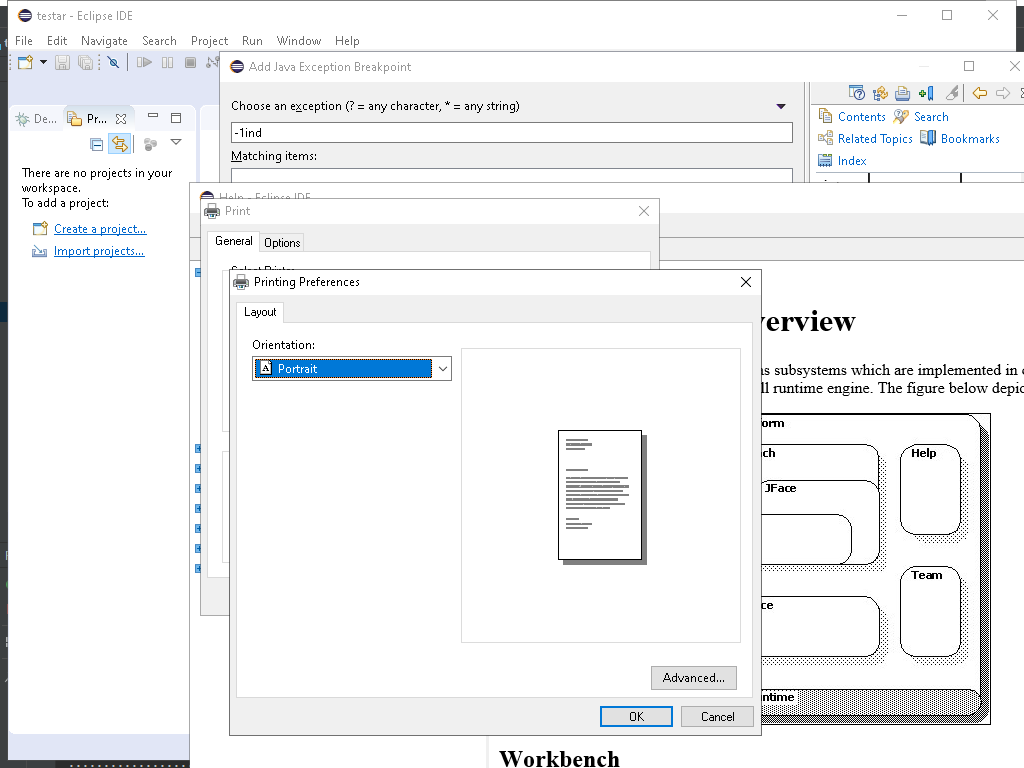 testar - Eclipse IDE
File Edit Navigate Search Project Run Window Help
Add Java Exception Breakpoint
Choose an exception (? = any character, * = any string)
-1ind
Matching items:
De... Pr...
There are no projects in your
workspace.
To add a project:
Create a project...
Import projects...
Contents Search
Related Topics Bookmarks
Index
Help - Eclipse IDE
Print
General Options
Select Printer
Printing Preferences
Layout
Orientation:
Portrait
Advanced...
OK Cancel
verview
as subsystems which are implemented in
ll runtime engine. The figure below depic
orm
ch
Help
JFace
Team
ce
ntime
Workbench